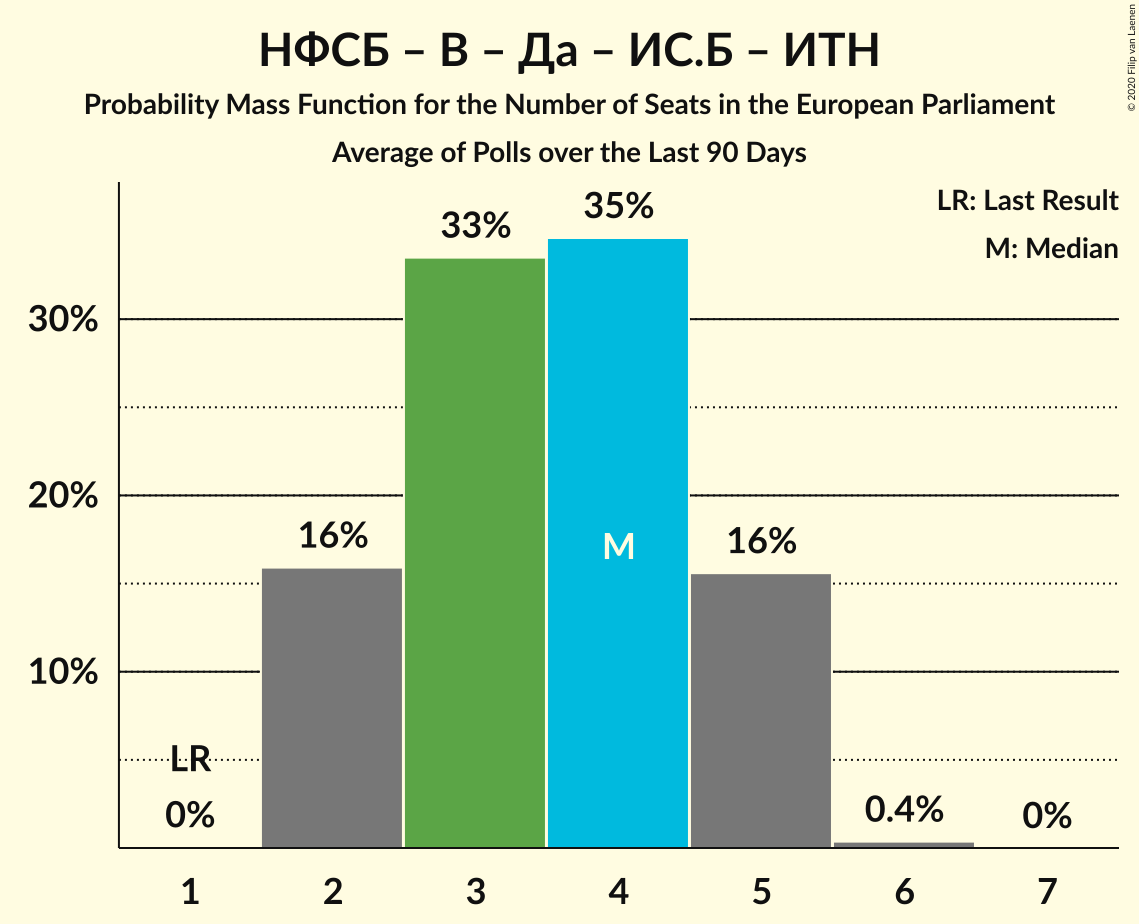 НФСБ – В – Да – ИС.Б – ИТН
Probability Mass Function for the Number of Seats in the European Parliament
Average of Polls over the Last 90 Days
© 2020 Filip van Laenen
LR: Last Result
M: Median
35%
33%
30%
20%
16%
M
16%
10%
LR
0%
0.4%
0%
1 2 3 4 5 6 7